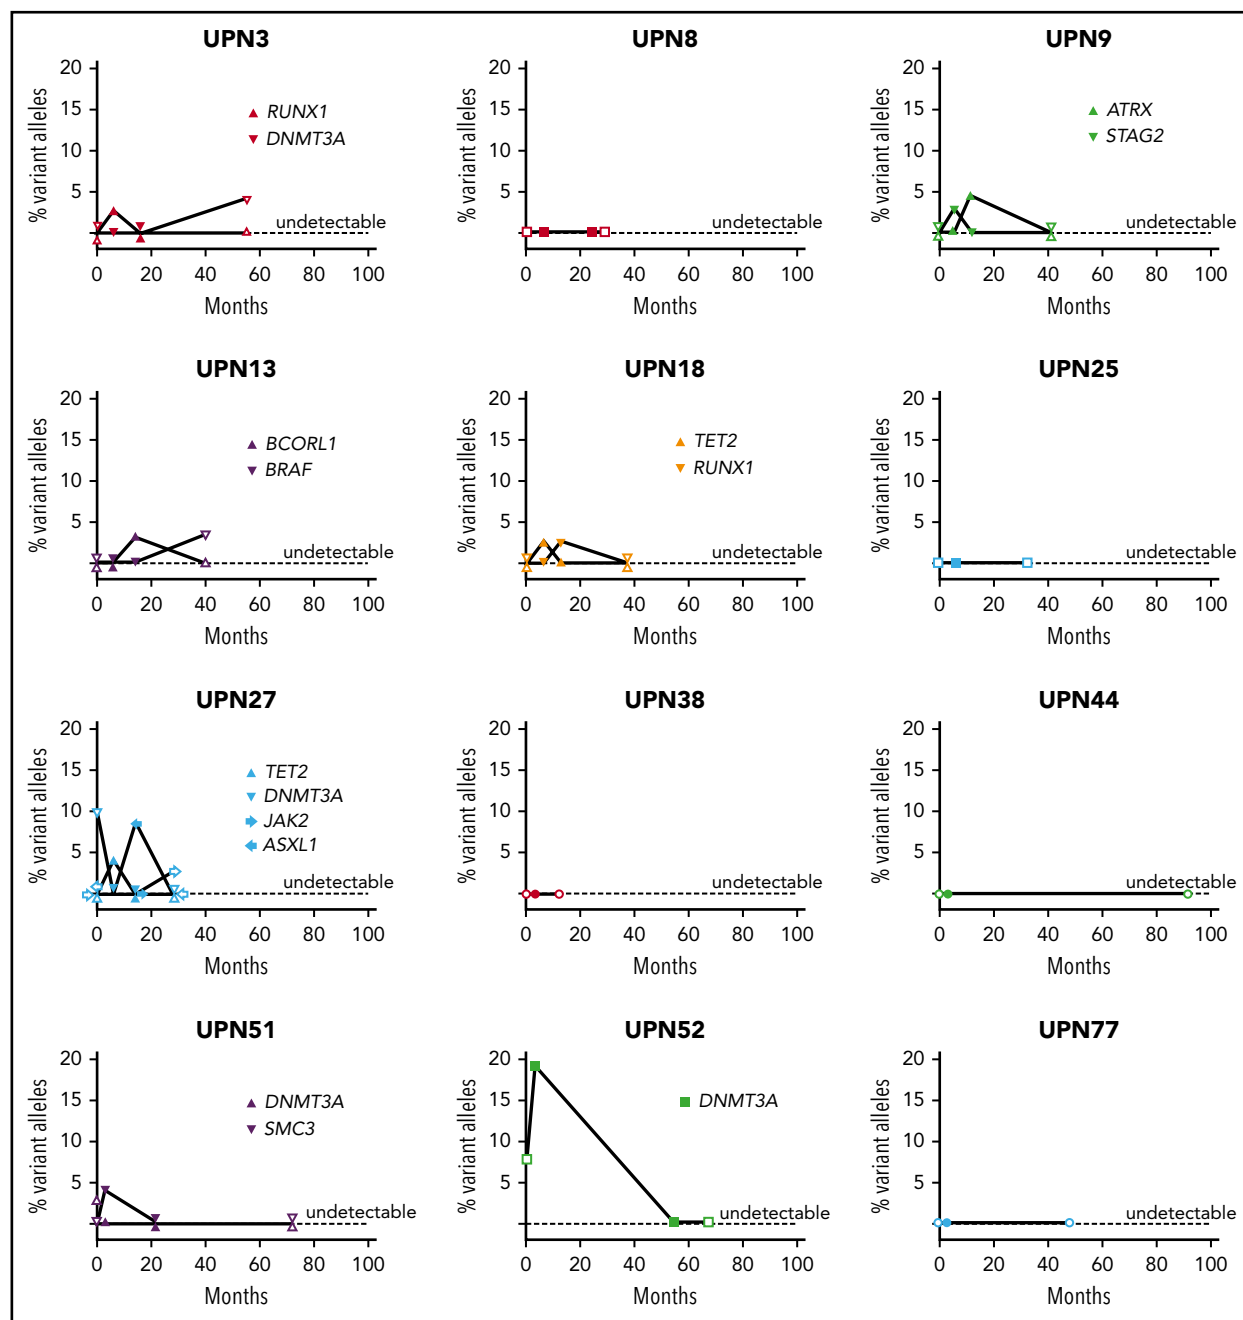 UPN3
% variant alleles
20
15
10
5
RUNX1
DNMT3A
undetectable
0 20 40 60 80 100
Months
UPN8
% variant alleles
20
15
10
5
undetectable
0 20 40 60 80 100
Months
UPN9
% variant alleles
20
15
10
5
ATRX
STAG2
undetectable
0 20 40 60 80 100
Months
UPN13
% variant alleles
20
15
10
5
BCORL1
BRAF
undetectable
0 20 40 60 80 100
Months
UPN18
% variant alleles
20
15
10
5
TET2
RUNX1
undetectable
0 20 40 60 80 100
Months
UPN25
% variant alleles
20
15
10
5
undetectable
0 20 40 60 80 100
Months
UPN27
% variant alleles
20
15
10
5
TET2
DNMT3A
JAK2
ASXL1
undetectable
0 20 40 60 80 100
Months
UPN38
% variant alleles
20
15
10
5
undetectable
0 20 40 60 80 100
Months
UPN44
% variant alleles
20
15
10
5
undetectable
0 20 40 60 80 100
Months
UPN51
% variant alleles
20
15
10
5
DNMT3A
SMC3
undetectable
0 20 40 60 80 100
Months
UPN52
% variant alleles
20
15
10
5
DNMT3A
undetectable
0 20 40 60 80 100
Months
UPN77
% variant alleles
20
15
10
5
undetectable
0 20 40 60 80 100
Months